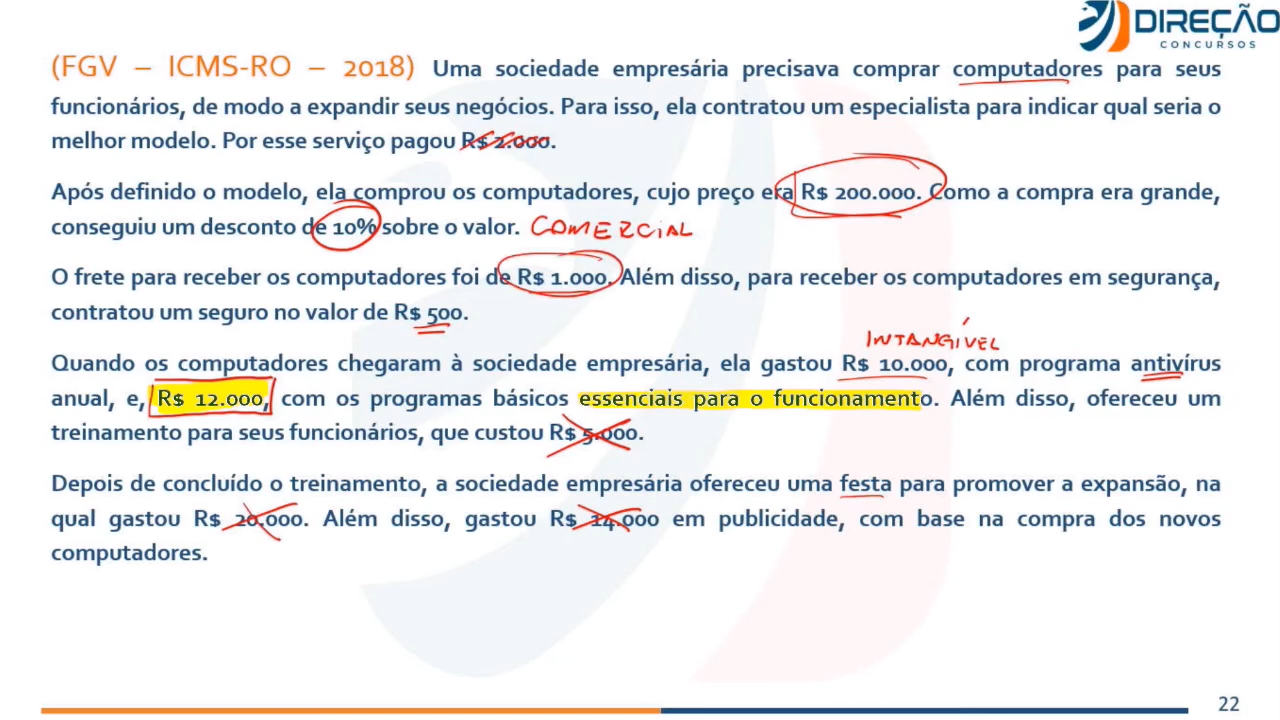 DIREÇÃO
CONCURSOS
(FGV – ICMS-RO – 2018) Uma sociedade empresária precisava comprar computadores para seus
funcionários, de modo a expandir seus negócios. Para isso, ela contratou um especialista para indicar qual seria o
melhor modelo. Por esse serviço pagou R$ 2.000.
Após definido o modelo, ela comprou os computadores, cujo preço era R$ 200.000. Como a compra era grande,
conseguiu um desconto de 10% sobre o valor. COMERCIAL
O frete para receber os computadores foi de R$ 1.000. Além disso, para receber os computadores em segurança,
contratou um seguro no valor de R$ 500.
INTANGÍVEL
Quando os computadores chegaram à sociedade empresária, ela gastou R$ 10.000, com programa antivírus
anual, e, R$ 12.000, com os programas básicos essenciais para o funcionamento. Além disso, ofereceu um
treinamento para seus funcionários, que custou R$ 5.000.
Depois de concluído o treinamento, a sociedade empresária ofereceu uma festa para promover a expansão, na
qual gastou R$ 20.000. Além disso, gastou R$ 14.000 em publicidade, com base na compra dos novos
computadores.
22